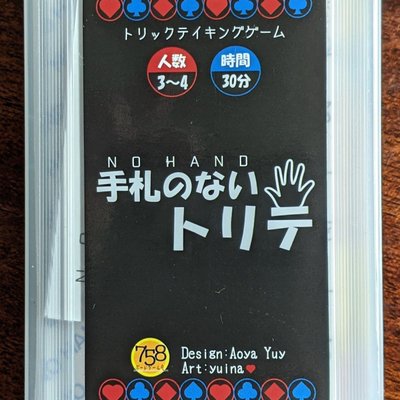 トリックテイキングゲーム
人数
3〜4
時間
30分
NO HAND
手札のない
トリテ
758
Design:Aoya Yuy
Art:yuina♥